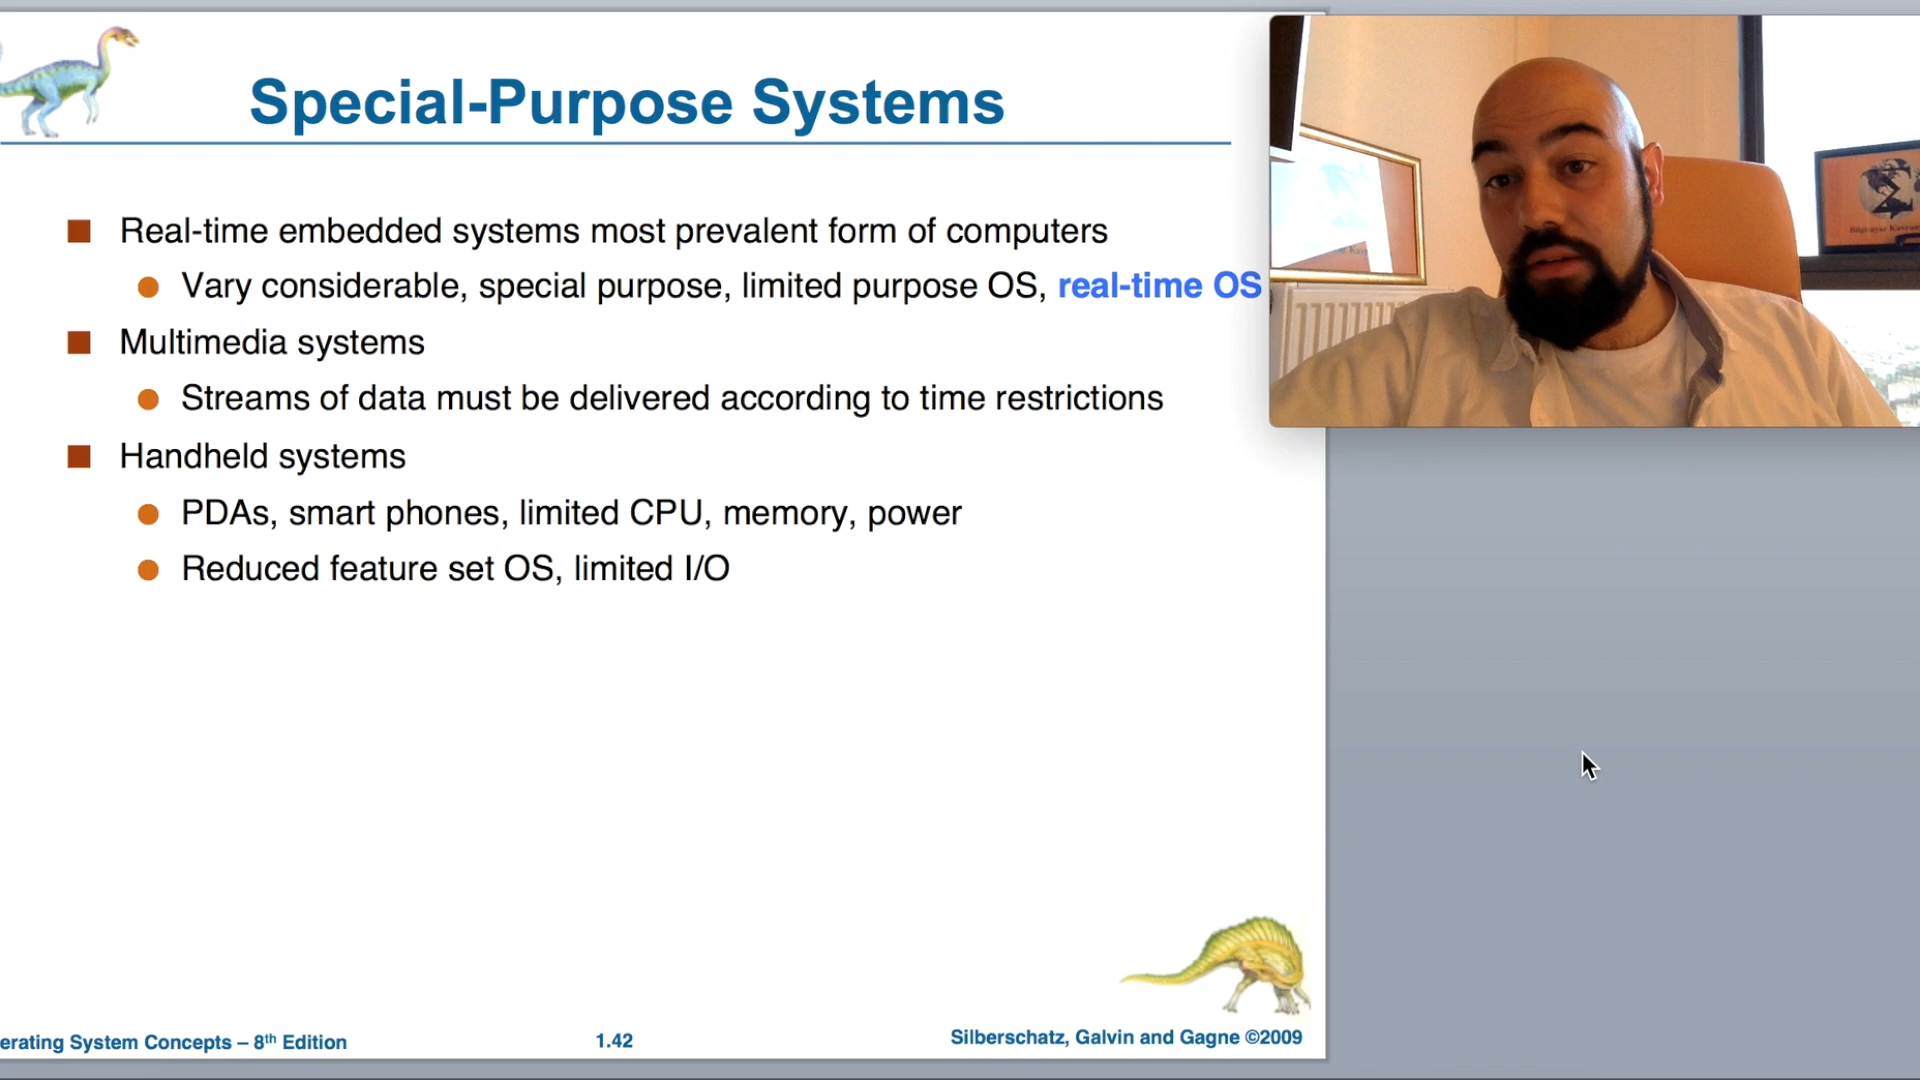 Special-Purpose Systems
Real-time embedded systems most prevalent form of computers
Vary considerable, special purpose, limited purpose OS, real-time OS
Multimedia systems
Streams of data must be delivered according to time restrictions
Handheld systems
PDAs, smart phones, limited CPU, memory, power
Reduced feature set OS, limited I/O
erating System Concepts – 8th Edition
1.42
Silberschatz, Galvin and Gagne ©2009